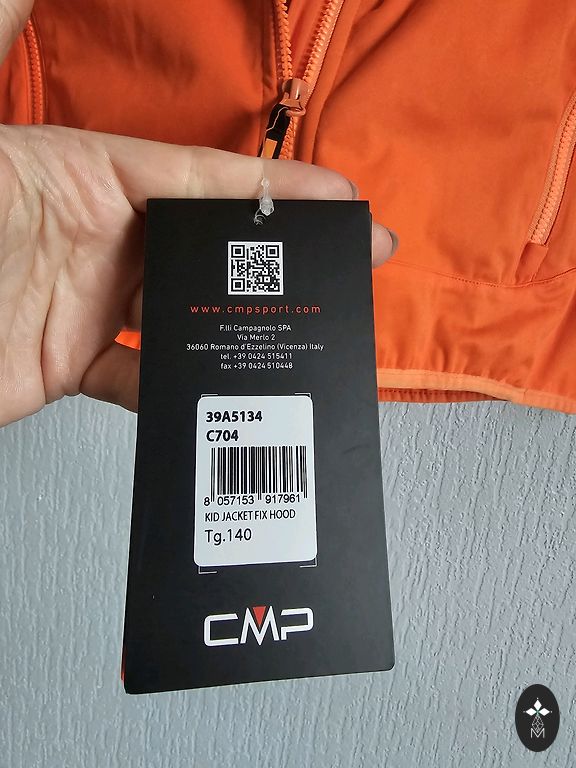 www.cmpsport.com
F.lli Campagnolo SPA
Via Merlo 2
36060 Romano d'Ezzelino (Vicenza) Italy
tel. +39 0424 515411
fax +39 0424 510448
39A5134
C704
8 057153 917961
KID JACKET FIX HOOD
Tg.140
CMP
M